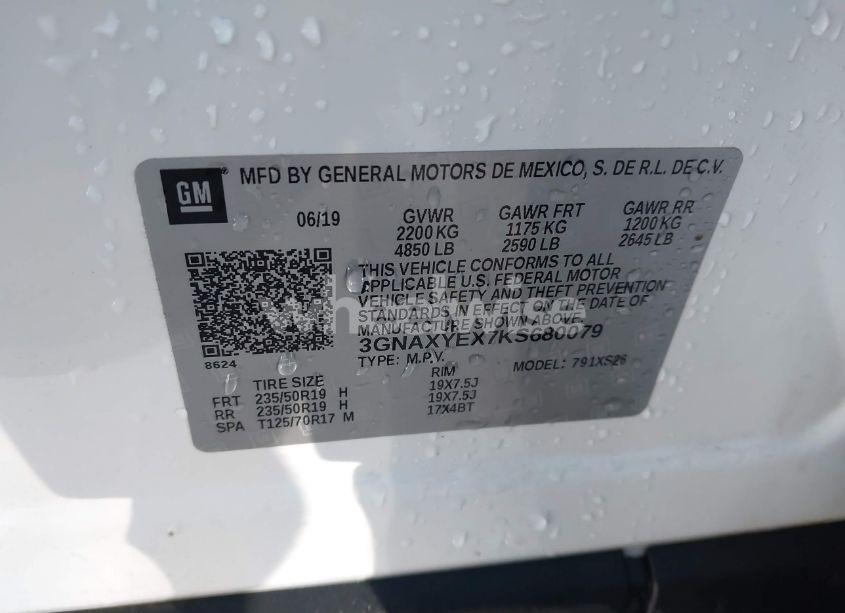 GM
MFD BY GENERAL MOTORS DE MEXICO, S. DE R.L. DE C.V.
06/19 GVWR GAWR FRT GAWR RR
2200 KG 1175 KG 1200 KG
4850 LB 2590 LB 2645 LB
THIS VEHICLE CONFORMS TO ALL
APPLICABLE U.S. FEDERAL MOTOR
VEHICLE SAFETY AND THEFT PREVENTION
STANDARDS IN EFFECT ON THE DATE OF
MANUFACTURE SHOWN ABOVE.
3GNAXYEX7KS680079
8624 TYPE: M.P.V. MODEL: 791XS26
TIRE SIZE RIM
FRT 235/50R19 H 19X7.5J
RR 235/50R19 H 19X7.5J
SPA T125/70R17 M 17X4BT